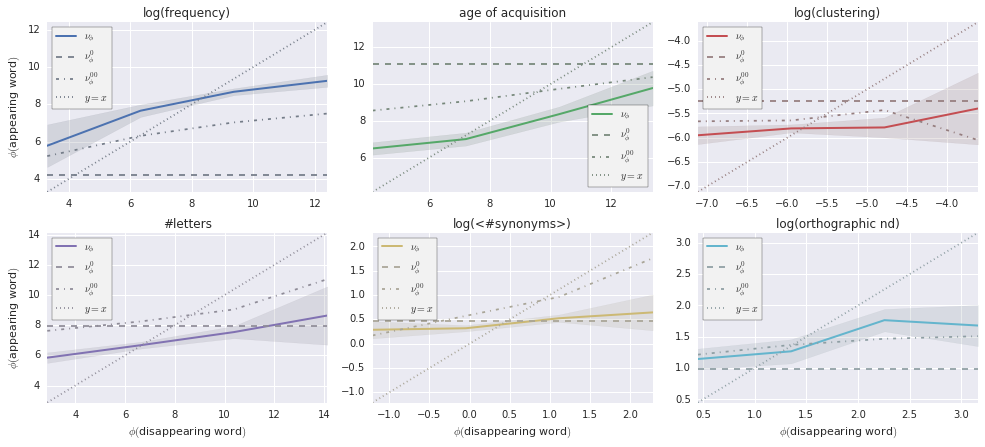 log(frequency)
12
10
8
6
4
4
6
8
10
12
ϕ(appearing word)
ν_ϕ
ν_ϕ^0
ν_ϕ^00
y = x
age of acquisition
12
10
8
6
6
8
10
12
ν_ϕ
ν_ϕ^0
ν_ϕ^00
y = x
log(clustering)
−4.0
−4.5
−5.0
−5.5
−6.0
−6.5
−7.0
−7.0
−6.5
−6.0
−5.5
−5.0
−4.5
−4.0
ν_ϕ
ν_ϕ^0
ν_ϕ^00
y = x
#letters
14
12
10
8
6
4
4
6
8
10
12
14
ϕ(appearing word)
ϕ(disappearing word)
ν_ϕ
ν_ϕ^0
ν_ϕ^00
y = x
log(<#synonyms>)
2.0
1.5
1.0
0.5
0.0
−0.5
−1.0
−1.0
−0.5
0.0
0.5
1.0
1.5
2.0
ϕ(disappearing word)
ν_ϕ
ν_ϕ^0
ν_ϕ^00
y = x
log(orthographic nd)
3.0
2.5
2.0
1.5
1.0
0.5
0.5
1.0
1.5
2.0
2.5
3.0
ϕ(disappearing word)
ν_ϕ
ν_ϕ^0
ν_ϕ^00
y = x